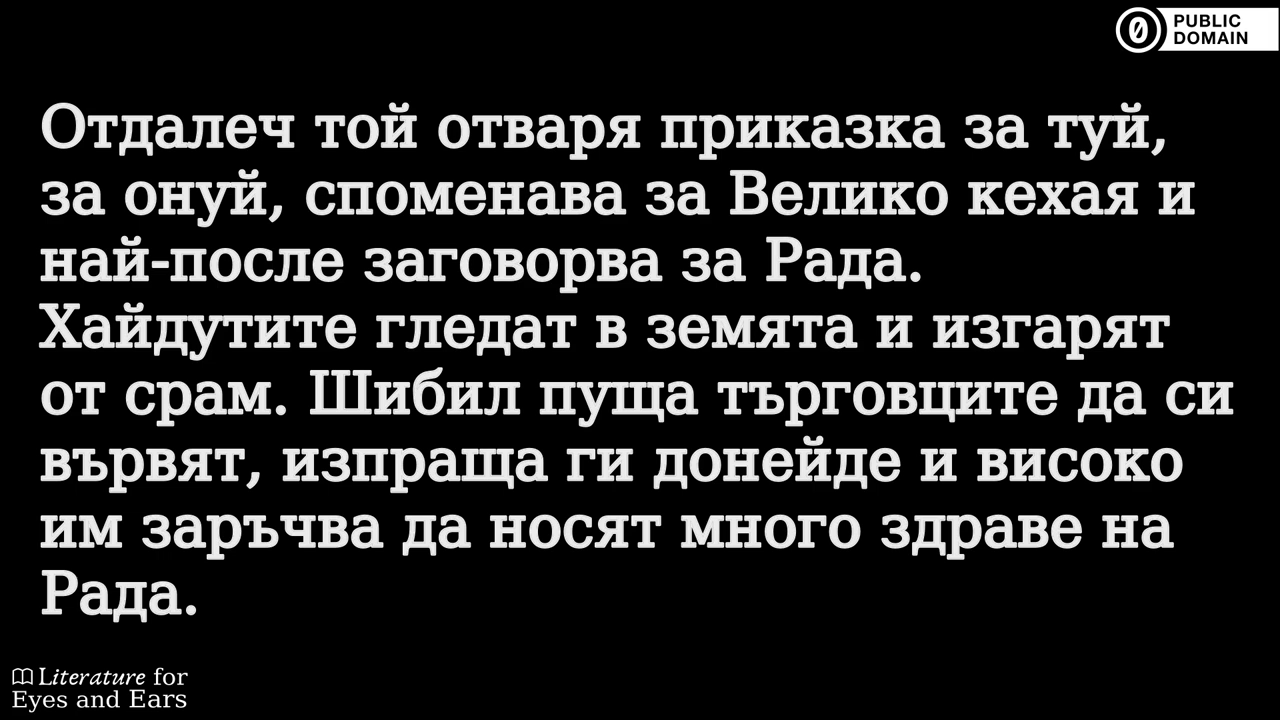 PUBLIC
DOMAIN
Отдалеч той отваря приказка за туй,
за онуй, споменава за Велико кехая и
най-после заговорва за Рада.
Хайдутите гледат в земята и изгарят
от срам. Шибил пуща търговците да си
вървят, изпраща ги донейде и високо
им заръчва да носят много здраве на
Рада.
Literature for
Eyes and Ears